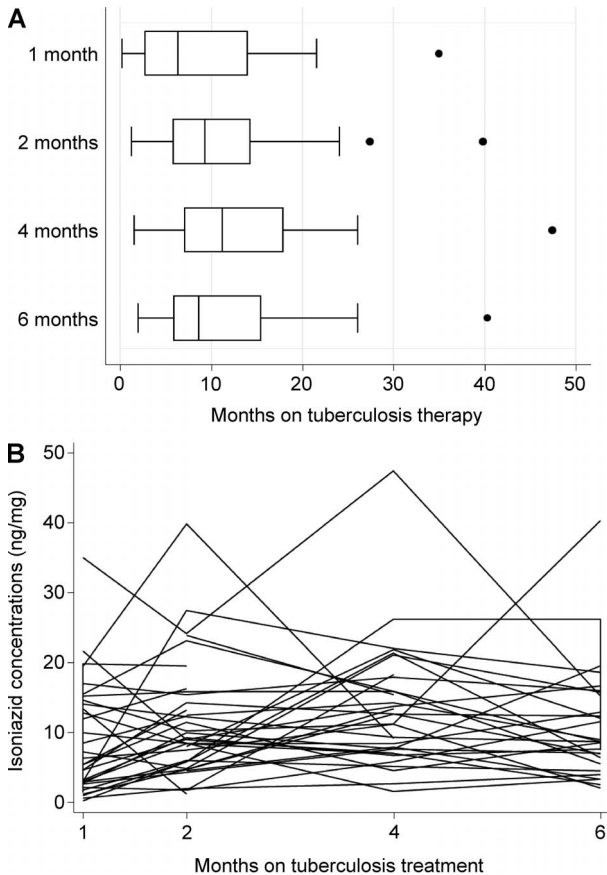 A
1 month
2 months
4 months
6 months
0 10 20 30 40 50
Months on tuberculosis therapy
B
Isoniazid concentrations (ng/mg)
50
40
30
20
10
0
1 2 4 6
Months on tuberculosis treatment